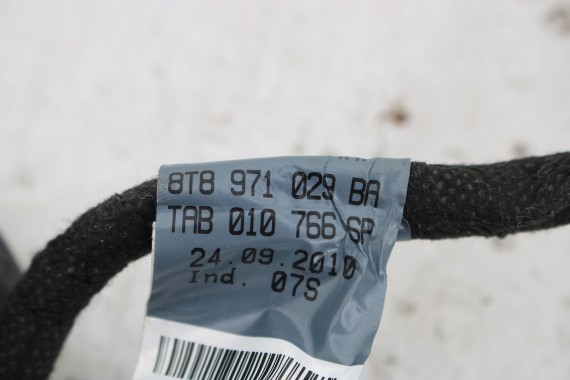 8T8 971 029 BA
TAB 010 766 SP
24.09.2010
Ind. 07S